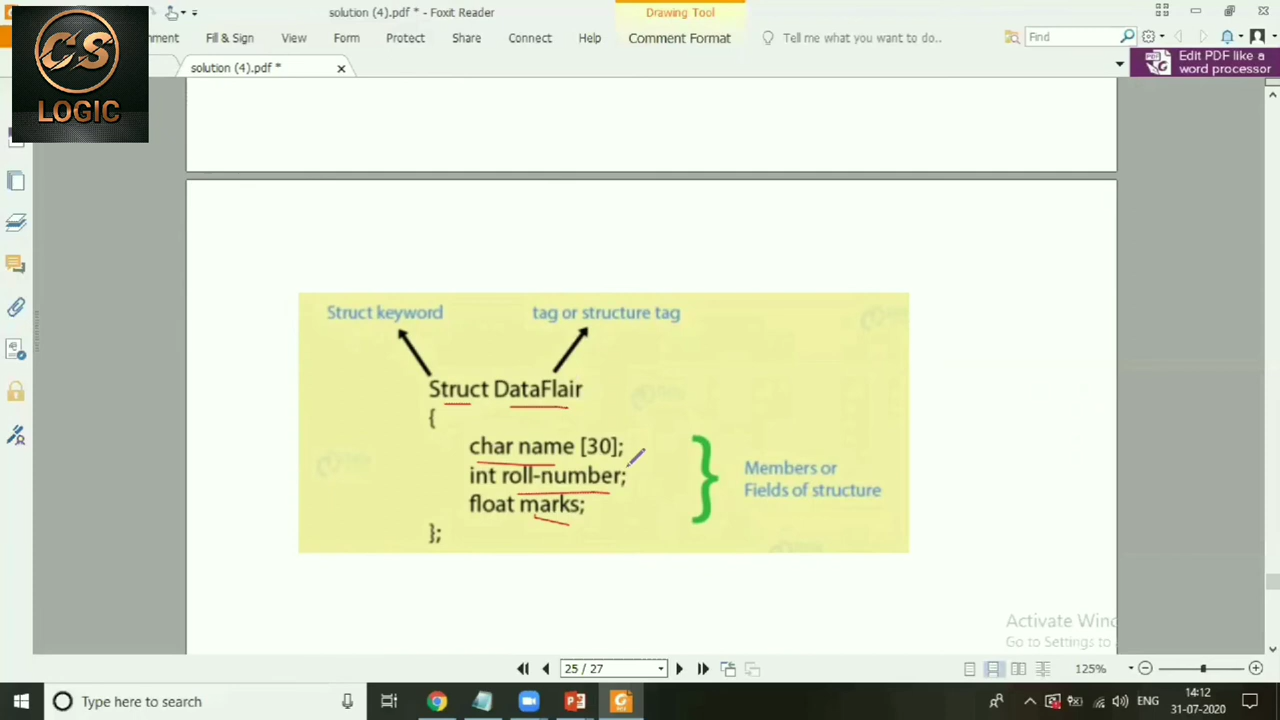 solution (4).pdf * - Foxit Reader
Drawing Tool
mment
Fill & Sign
View
Form
Protect
Share
Connect
Help
Comment Format
Tell me what you want to do..
Find
CS
LOGIC
solution (4).pdf *
Edit PDF like a
word processor
Struct keyword
tag or structure tag
Struct DataFlair
{
char name [30];
int roll-number;
float marks;
};
}
Members or
Fields of structure
Activate Win
Go to Settings to
25 / 27
125%
Type here to search
ENG
14:12
31-07-2020